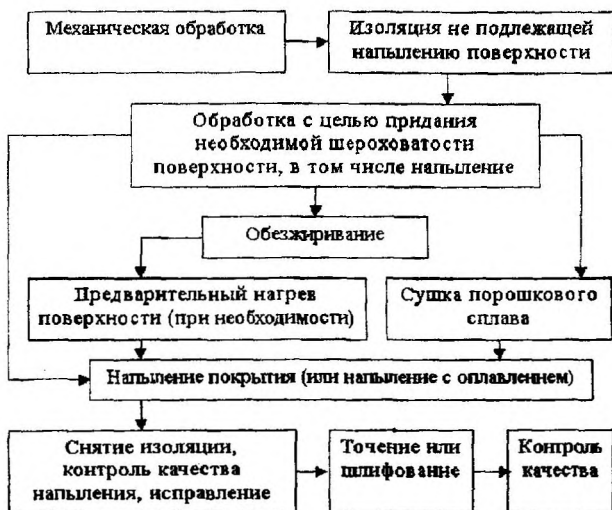 Механическая обработка
Изоляция не подлежащей
напылению поверхности
Обработка с целью придания
необходимой шероховатости
поверхности, в том числе напыление
Обезжиривание
Предварительный нагрев
поверхности (при необходимости)
Сушка порошкового
сплава
Напыление покрытия (или напыление с оплавлением)
Снятие изоляции,
контроль качества
напыления, исправление
Точение или
шлифование
Контроль
качества